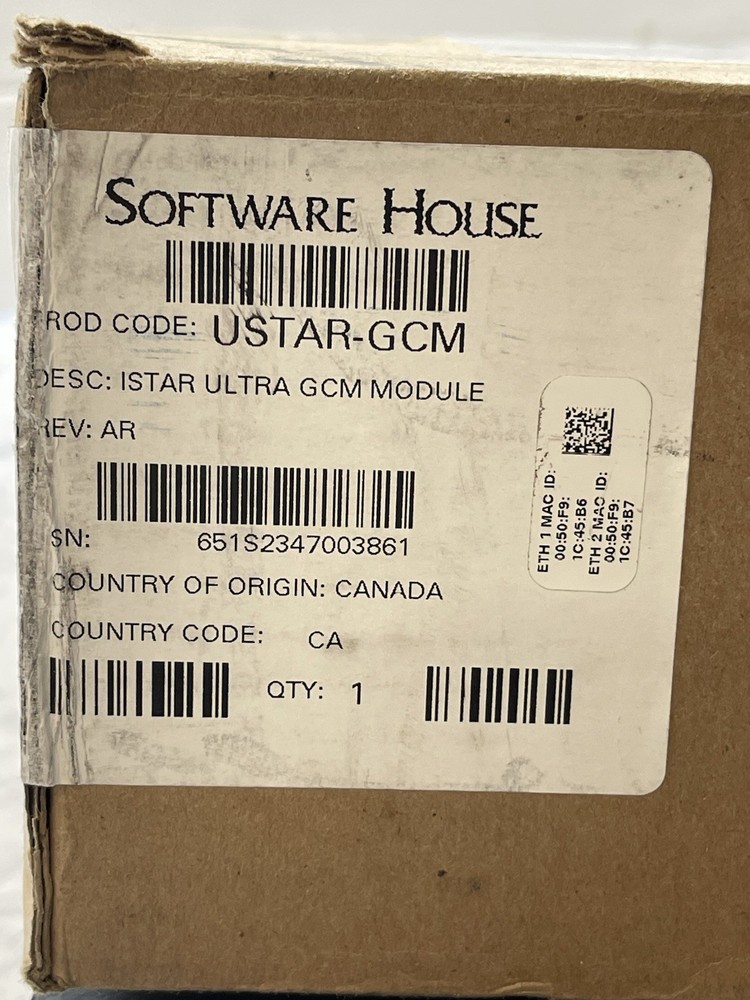 SOFTWARE HOUSE
ROD CODE: USTAR-GCM
DESC: ISTAR ULTRA GCM MODULE
REV: AR
SN: 651S2347003861
COUNTRY OF ORIGIN: CANADA
COUNTRY CODE: CA
QTY: 1
ETH 1 MAC ID:
00:50:F9:
1C:45:B6
ETH 2 MAC ID:
00:50:F9:
1C:45:B7